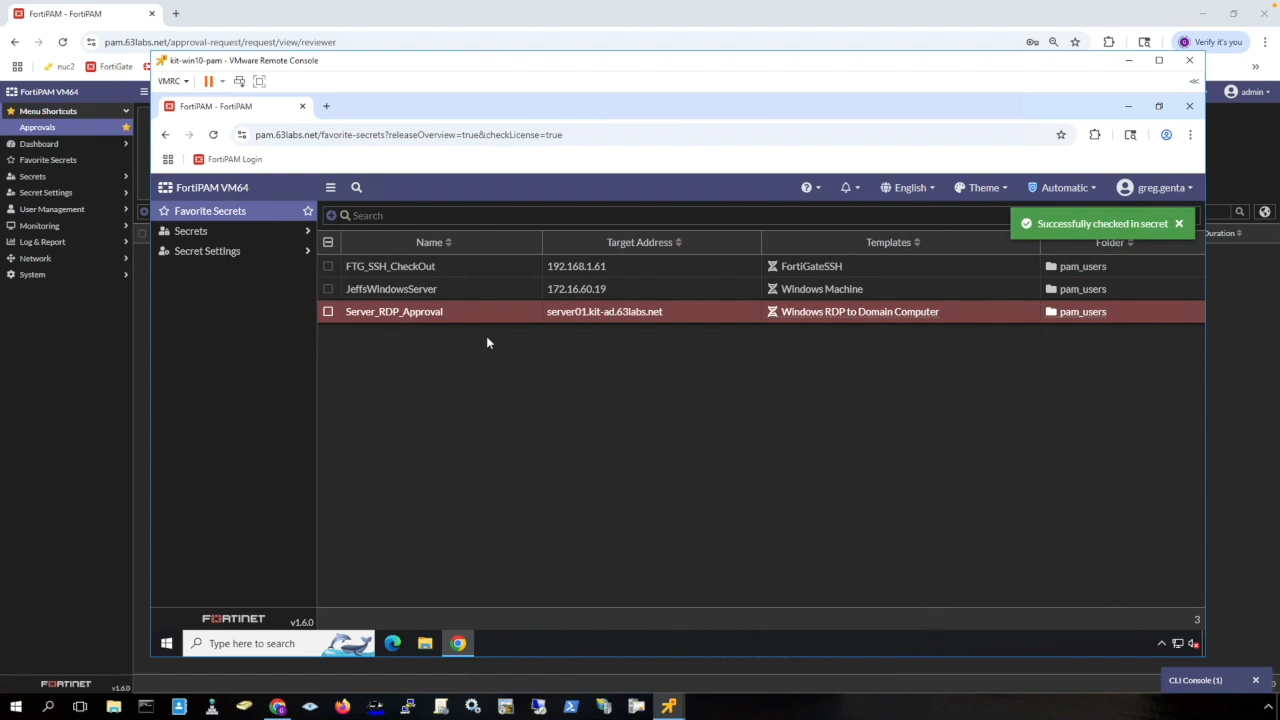 FortiPAM - FortiPAM
pam.63labs.net/approval-request/request/view/reviewer
Verify it's you
nuc2
FortiGate
kit-win10-pam - VMware Remote Console
VMRC
FortiPAM VM64
admin
Menu Shortcuts
Approvals
Dashboard
Favorite Secrets
Secrets
Secret Settings
User Management
Monitoring
Log & Report
Network
System
FortiPAM - FortiPAM
pam.63labs.net/favorite-secrets?releaseOverview=true&checkLicense=true
FortiPAM Login
FortiPAM VM64
English
Theme
Automatic
greg.genta
Favorite Secrets
Secrets
Secret Settings
Search
Successfully checked in secret
Name
Target Address
Templates
Folder
Duration
FTG_SSH_CheckOut
192.168.1.61
FortiGateSSH
pam_users
JeffsWindowsServer
172.16.60.19
Windows Machine
pam_users
Server_RDP_Approval
server01.kit-ad.63labs.net
Windows RDP to Domain Computer
pam_users
FORTINET
v1.6.0
3
Type here to search
FORTINET
v1.6.0
CLI Console (1)